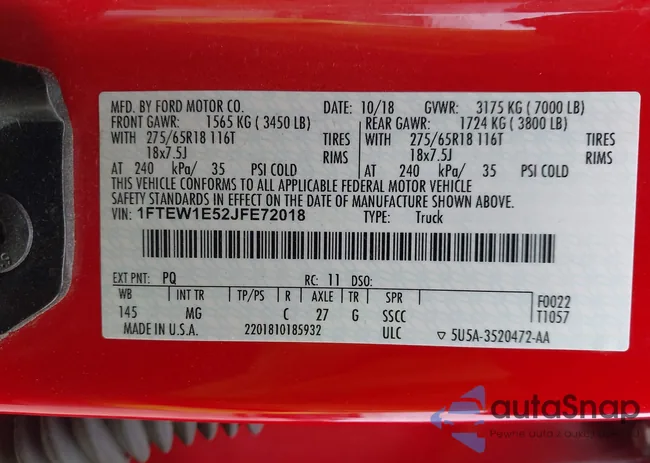 MFD. BY FORD MOTOR CO. DATE: 10/18 GVWR: 3175 KG ( 7000 LB)
FRONT GAWR: 1565 KG ( 3450 LB) REAR GAWR: 1724 KG ( 3800 LB)
WITH 275/65R18 116T TIRES WITH 275/65R18 116T TIRES
18x7.5J RIMS 18x7.5J RIMS
AT 240 kPa/ 35 PSI COLD AT 240 kPa/ 35 PSI COLD
THIS VEHICLE CONFORMS TO ALL APPLICABLE FEDERAL MOTOR VEHICLE
SAFETY STANDARDS IN EFFECT ON THE DATE OF MANUFACTURE SHOWN ABOVE.
VIN: 1FTEW1E52JFE72018 TYPE: Truck
EXT PNT: PQ RC: 11 DSO:
WB INT TR TP/PS R AXLE TR SPR F0022
145 MG C 27 G SSCC T1057
MADE IN U.S.A. 2201810185932 ULC ▽ 5U5A-3520472-AA
autaSnap
Pewne auta z aukcji